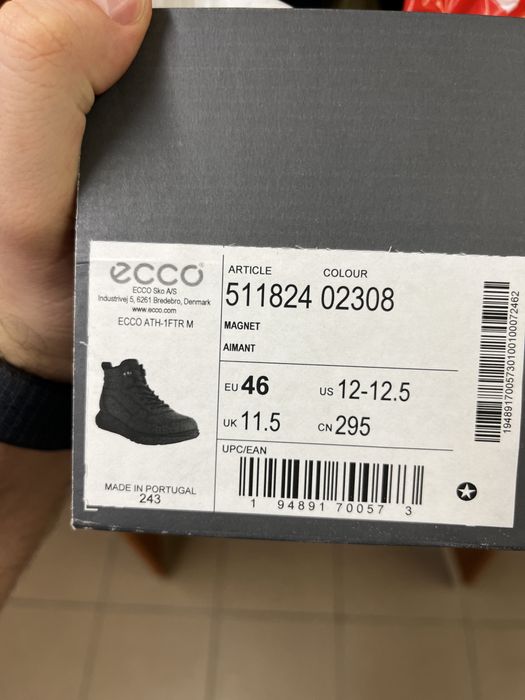 ecco
ECCO Sko A/S
Industrivej 5, 6261 Bredebro, Denmark
www.ecco.com
ECCO ATH-1FTR M
MADE IN PORTUGAL
243
ARTICLE COLOUR
511824 02308
MAGNET
AIMANT
EU 46 US 12-12.5
UK 11.5 CN 295
UPC/EAN
1 94891 70057 3
1948917005730100100072462